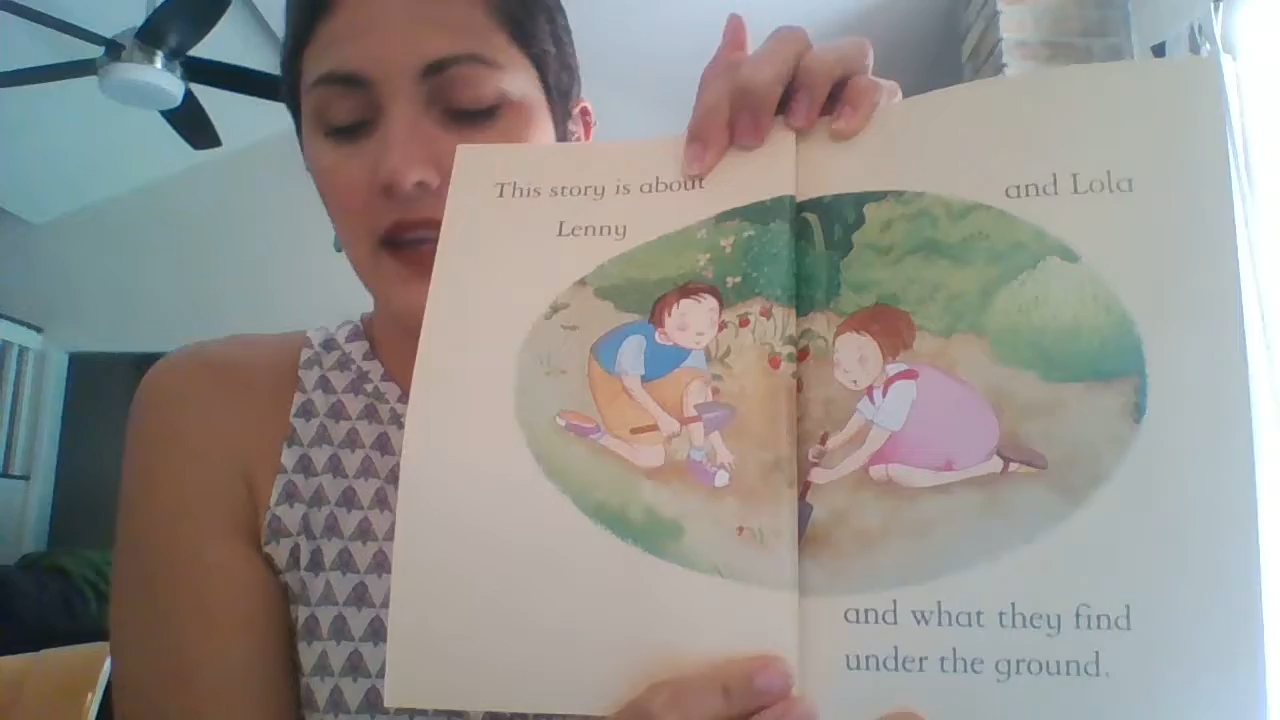 This story is about
Lenny
and Lola
and what they find
under the ground.